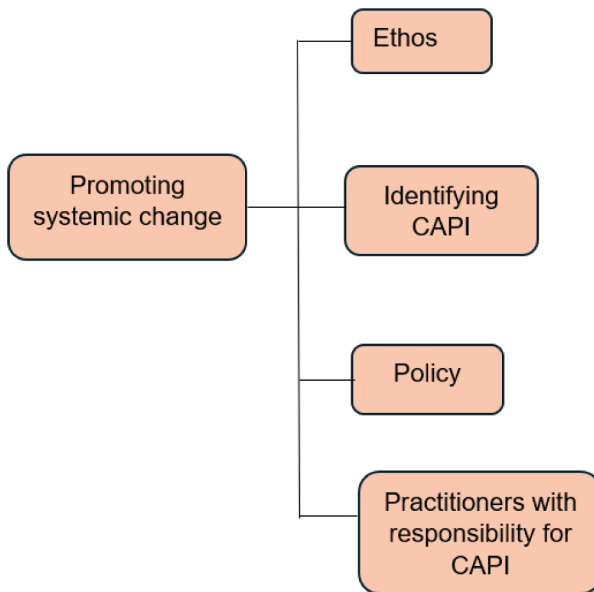 Ethos
Promoting
systemic change
Identifying
CAPI
Policy
Practitioners with
responsibility for
CAPI